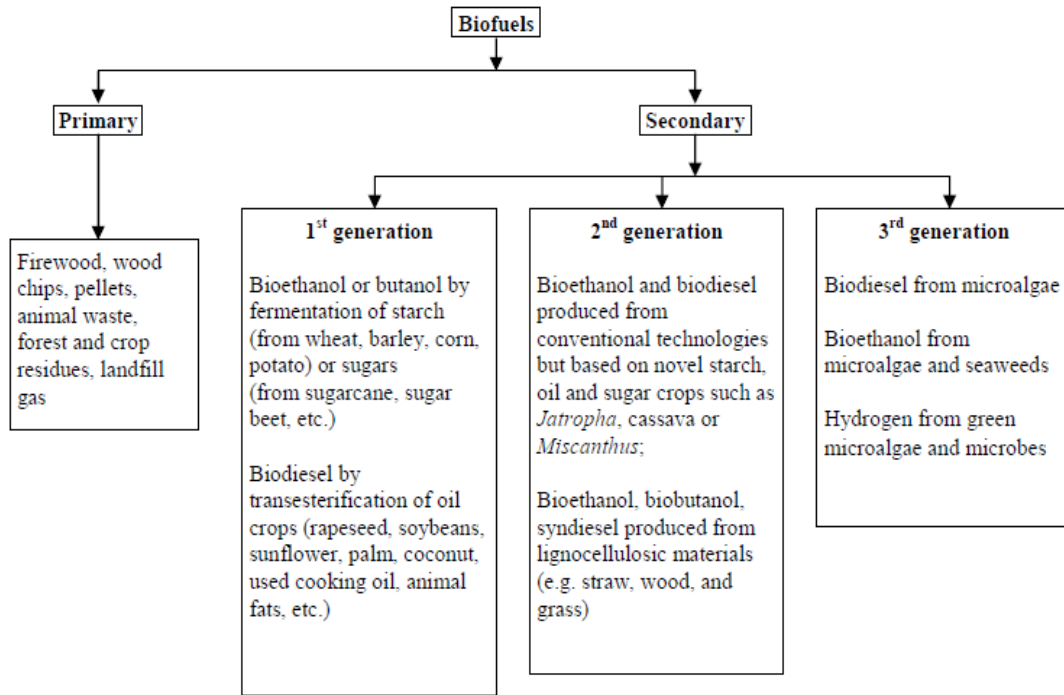 Biofuels
Primary
Secondary
Firewood, wood
chips, pellets,
animal waste,
forest and crop
residues, landfill
gas
1st generation
Bioethanol or butanol by
fermentation of starch
(from wheat, barley, corn,
potato) or sugars
(from sugarcane, sugar
beet, etc.)
Biodiesel by
transesterification of oil
crops (rapeseed, soybeans,
sunflower, palm, coconut,
used cooking oil, animal
fats, etc.)
2nd generation
Bioethanol and biodiesel
produced from
conventional technologies
but based on novel starch,
oil and sugar crops such as
Jatropha, cassava or
Miscanthus;
Bioethanol, biobutanol,
syndiesel produced from
lignocellulosic materials
(e.g. straw, wood, and
grass)
3rd generation
Biodiesel from microalgae
Bioethanol from
microalgae and seaweeds
Hydrogen from green
microalgae and microbes